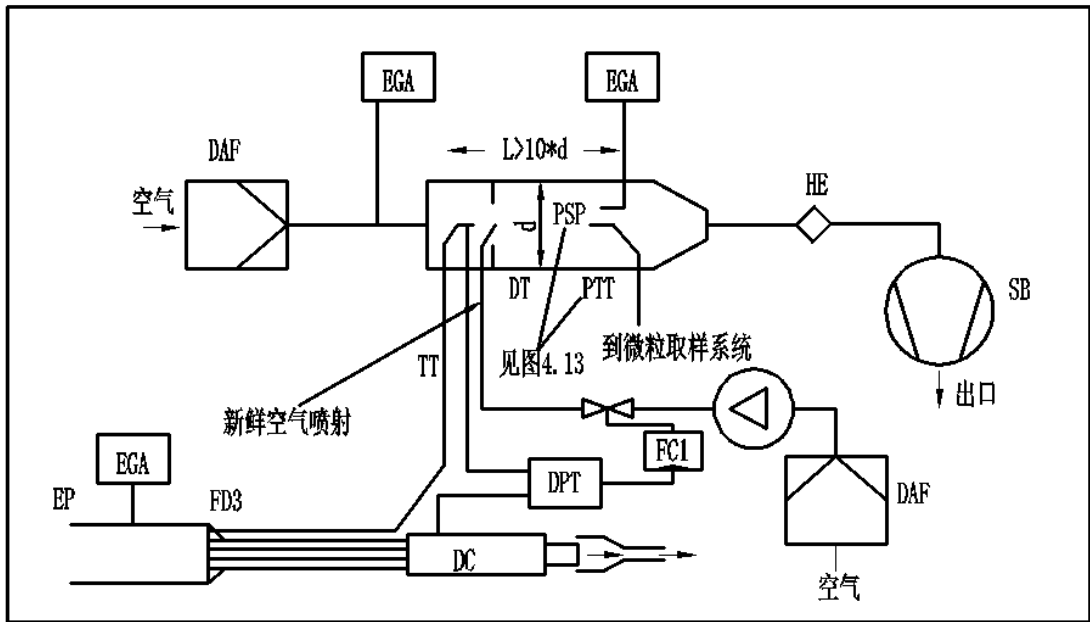 EGA
EGA
L>10*d
DAF
空气
HE
d
PSP
SB
DT
PTT
TT
见图4.13
到微粒取样系统
出口
新鲜空气喷射
EGA
FC1
DPT
EP
FD3
DAF
DC
空气